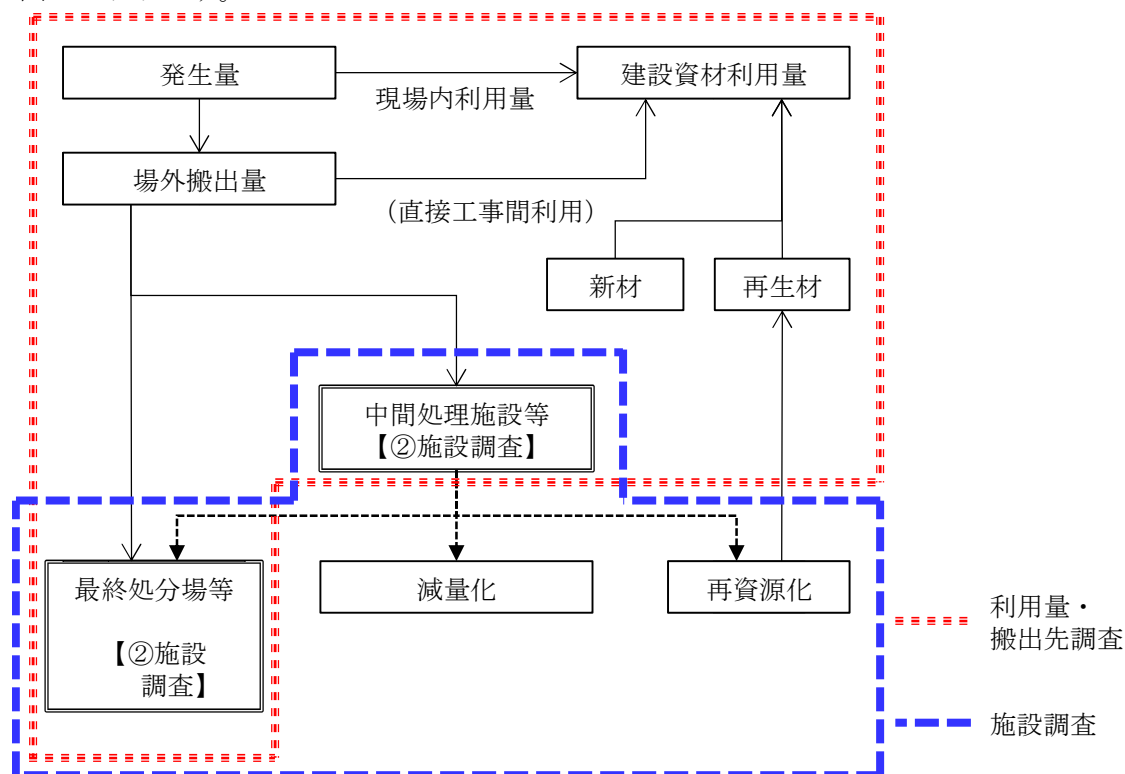 発生量
建設資材利用量
現場内利用量
場外搬出量
（直接工事間利用）
新材
再生材
中間処理施設等
【②施設調査】
最終処分場等
【②施設
調査】
減量化
再資源化
利用量・
搬出先調査
施設調査